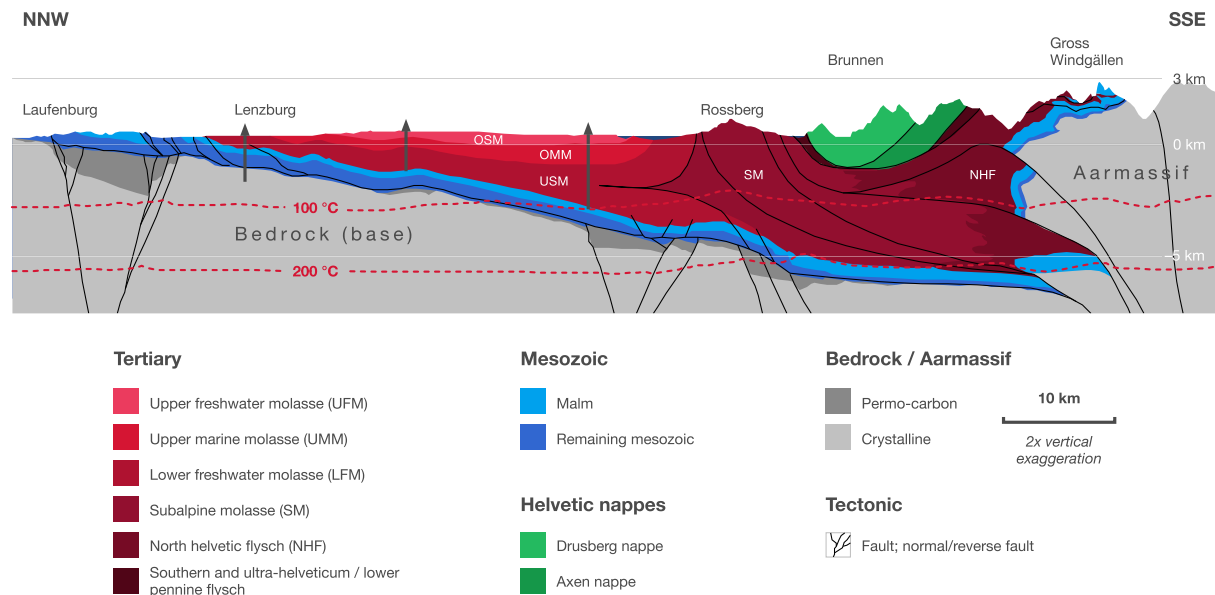 NNW
SSE
Gross
Windgällen
Brunnen
3 km
Laufenburg
Lenzburg
Rossberg
OSM
0 km
OMM
USM
SM
NHF
Aarmassif
100 °C
Bedrock (base)
-5 km
200 °C
Tertiary
Upper freshwater molasse (UFM)
Upper marine molasse (UMM)
Lower freshwater molasse (LFM)
Subalpine molasse (SM)
North helvetic flysch (NHF)
Southern and ultra-helveticum / lower
pennine flysch
Mesozoic
Malm
Remaining mesozoic
Helvetic nappes
Drusberg nappe
Axen nappe
Bedrock / Aarmassif
Permo-carbon
Crystalline
10 km
2x vertical
exaggeration
Tectonic
Fault; normal/reverse fault